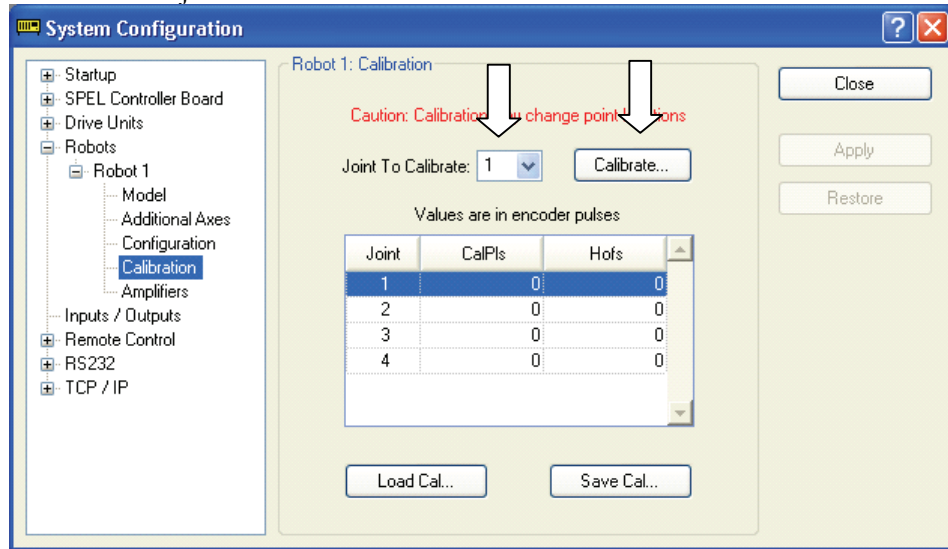 System Configuration
Startup
SPEL Controller Board
Drive Units
Robots
Robot 1
Model
Additional Axes
Configuration
Calibration
Amplifiers
Inputs / Outputs
Remote Control
RS232
TCP / IP
Robot 1: Calibration
Caution: Calibration change point
Joint To Calibrate: 1 Calibrate...
Values are in encoder pulses
Joint CalPls Hofs
1 0 0
2 0 0
3 0 0
4 0 0
Load Cal... Save Cal...
Close
Apply
Restore